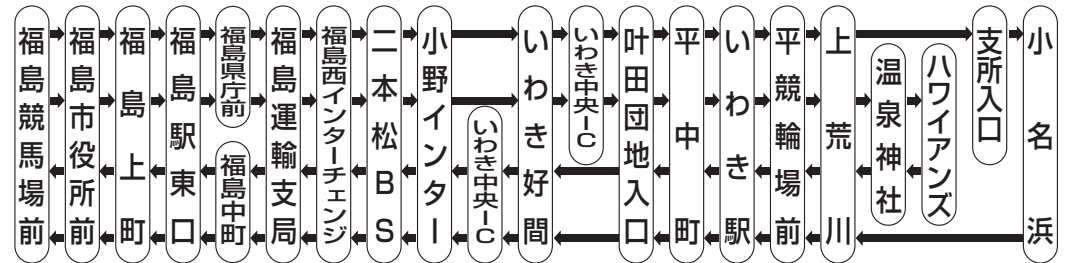 福島競馬場前
福島市役所前
福島上町
福島駅東口
福島県庁前
福島中町
福島運輸支局
福島西インターチェンジ
二本松BS
小野インター
いわき中央IC
いわき好間
いわき中央IC
叶田団地入口
平中町
いわき駅
平競輪場前
上荒川
温泉神社
ハワイアンズ
支所入口
小名浜